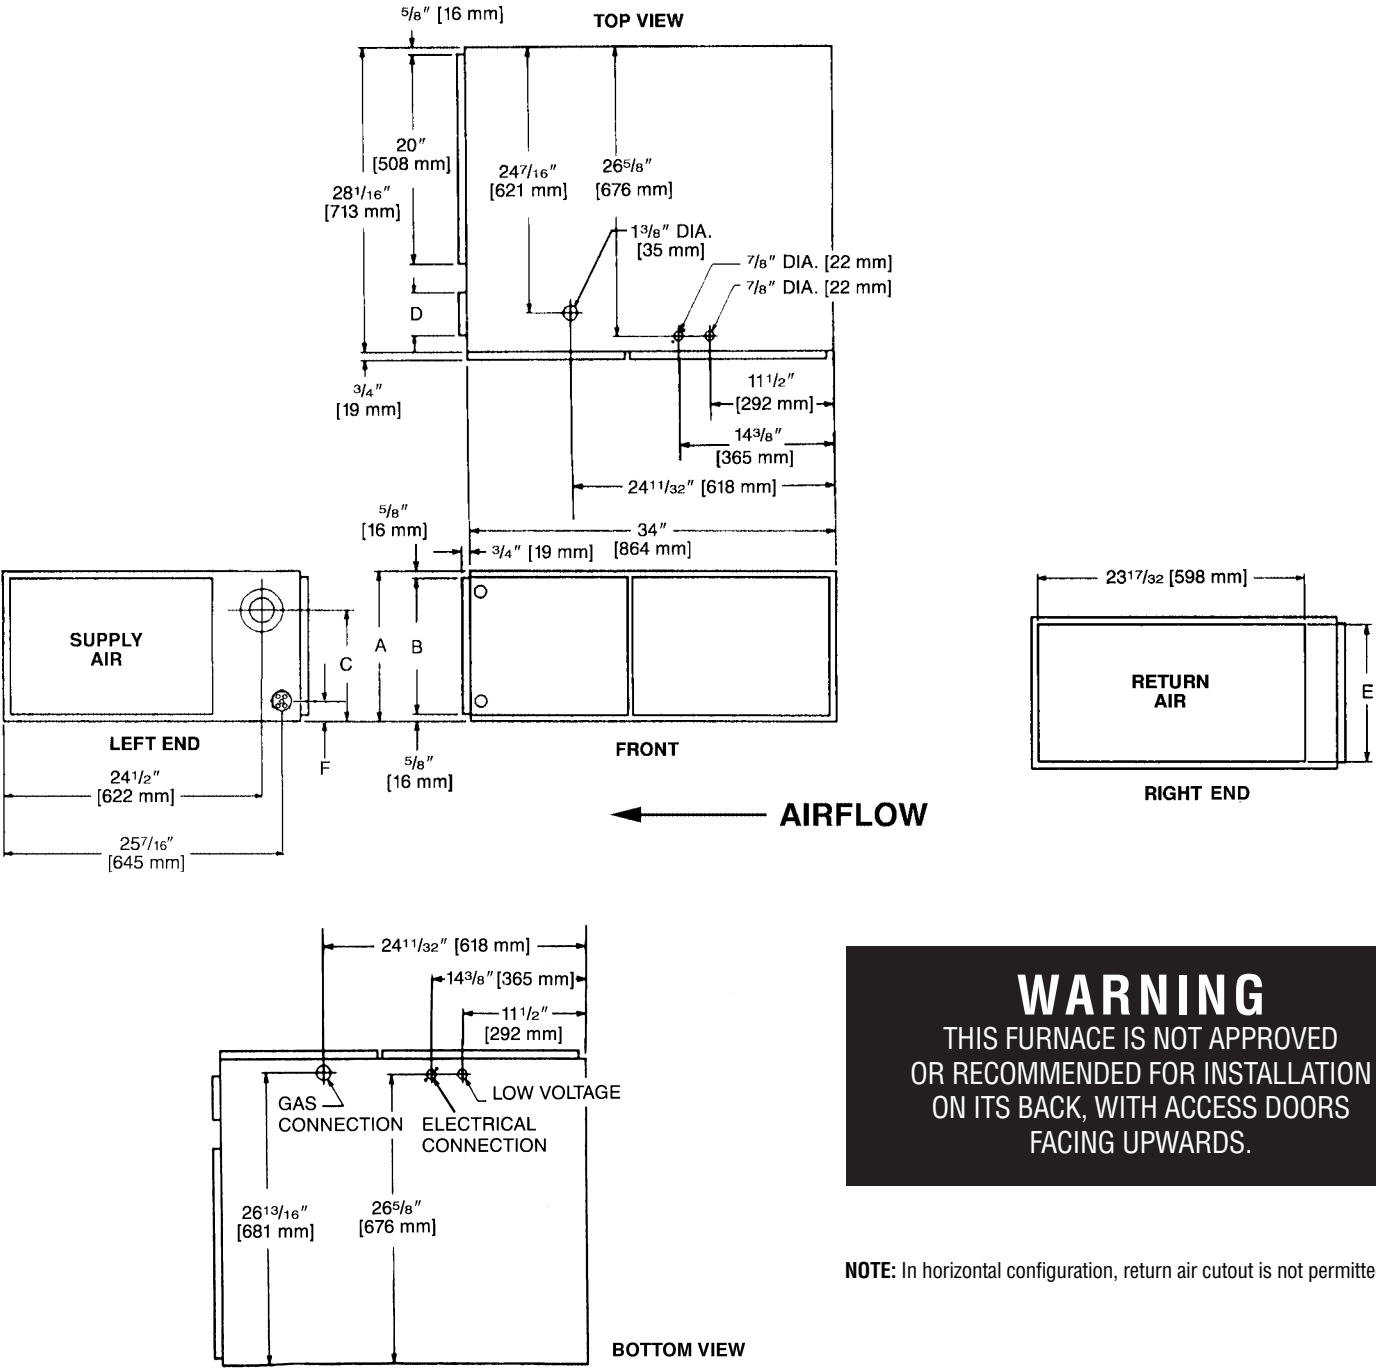 5/8″ [16 mm]
TOP VIEW
20″
[508 mm]
28 1/16″
[713 mm]
24 7/16″
[621 mm]
26 5/8″
[676 mm]
1 3/8″ DIA.
[35 mm]
7/8″ DIA. [22 mm]
7/8″ DIA. [22 mm]
D
3/4″
[19 mm]
11 1/2″
[292 mm]
14 3/8″
[365 mm]
24 11/32″ [618 mm]
5/8″
[16 mm]
34″
[864 mm]
3/4″ [19 mm]
SUPPLY
AIR
C
A
B
F
LEFT END
24 1/2″
[622 mm]
25 7/16″
[645 mm]
5/8″
[16 mm]
FRONT
23 17/32 [598 mm]
RETURN
AIR
E
RIGHT END
AIRFLOW
24 11/32″ [618 mm]
14 3/8″ [365 mm]
11 1/2″
[292 mm]
GAS
CONNECTION
ELECTRICAL
CONNECTION
LOW VOLTAGE
26 13/16″
[681 mm]
26 5/8″
[676 mm]
BOTTOM VIEW
WARNING
THIS FURNACE IS NOT APPROVED
OR RECOMMENDED FOR INSTALLATION
ON ITS BACK, WITH ACCESS DOORS
FACING UPWARDS.
NOTE: In horizontal configuration, return air cutout is not permitte